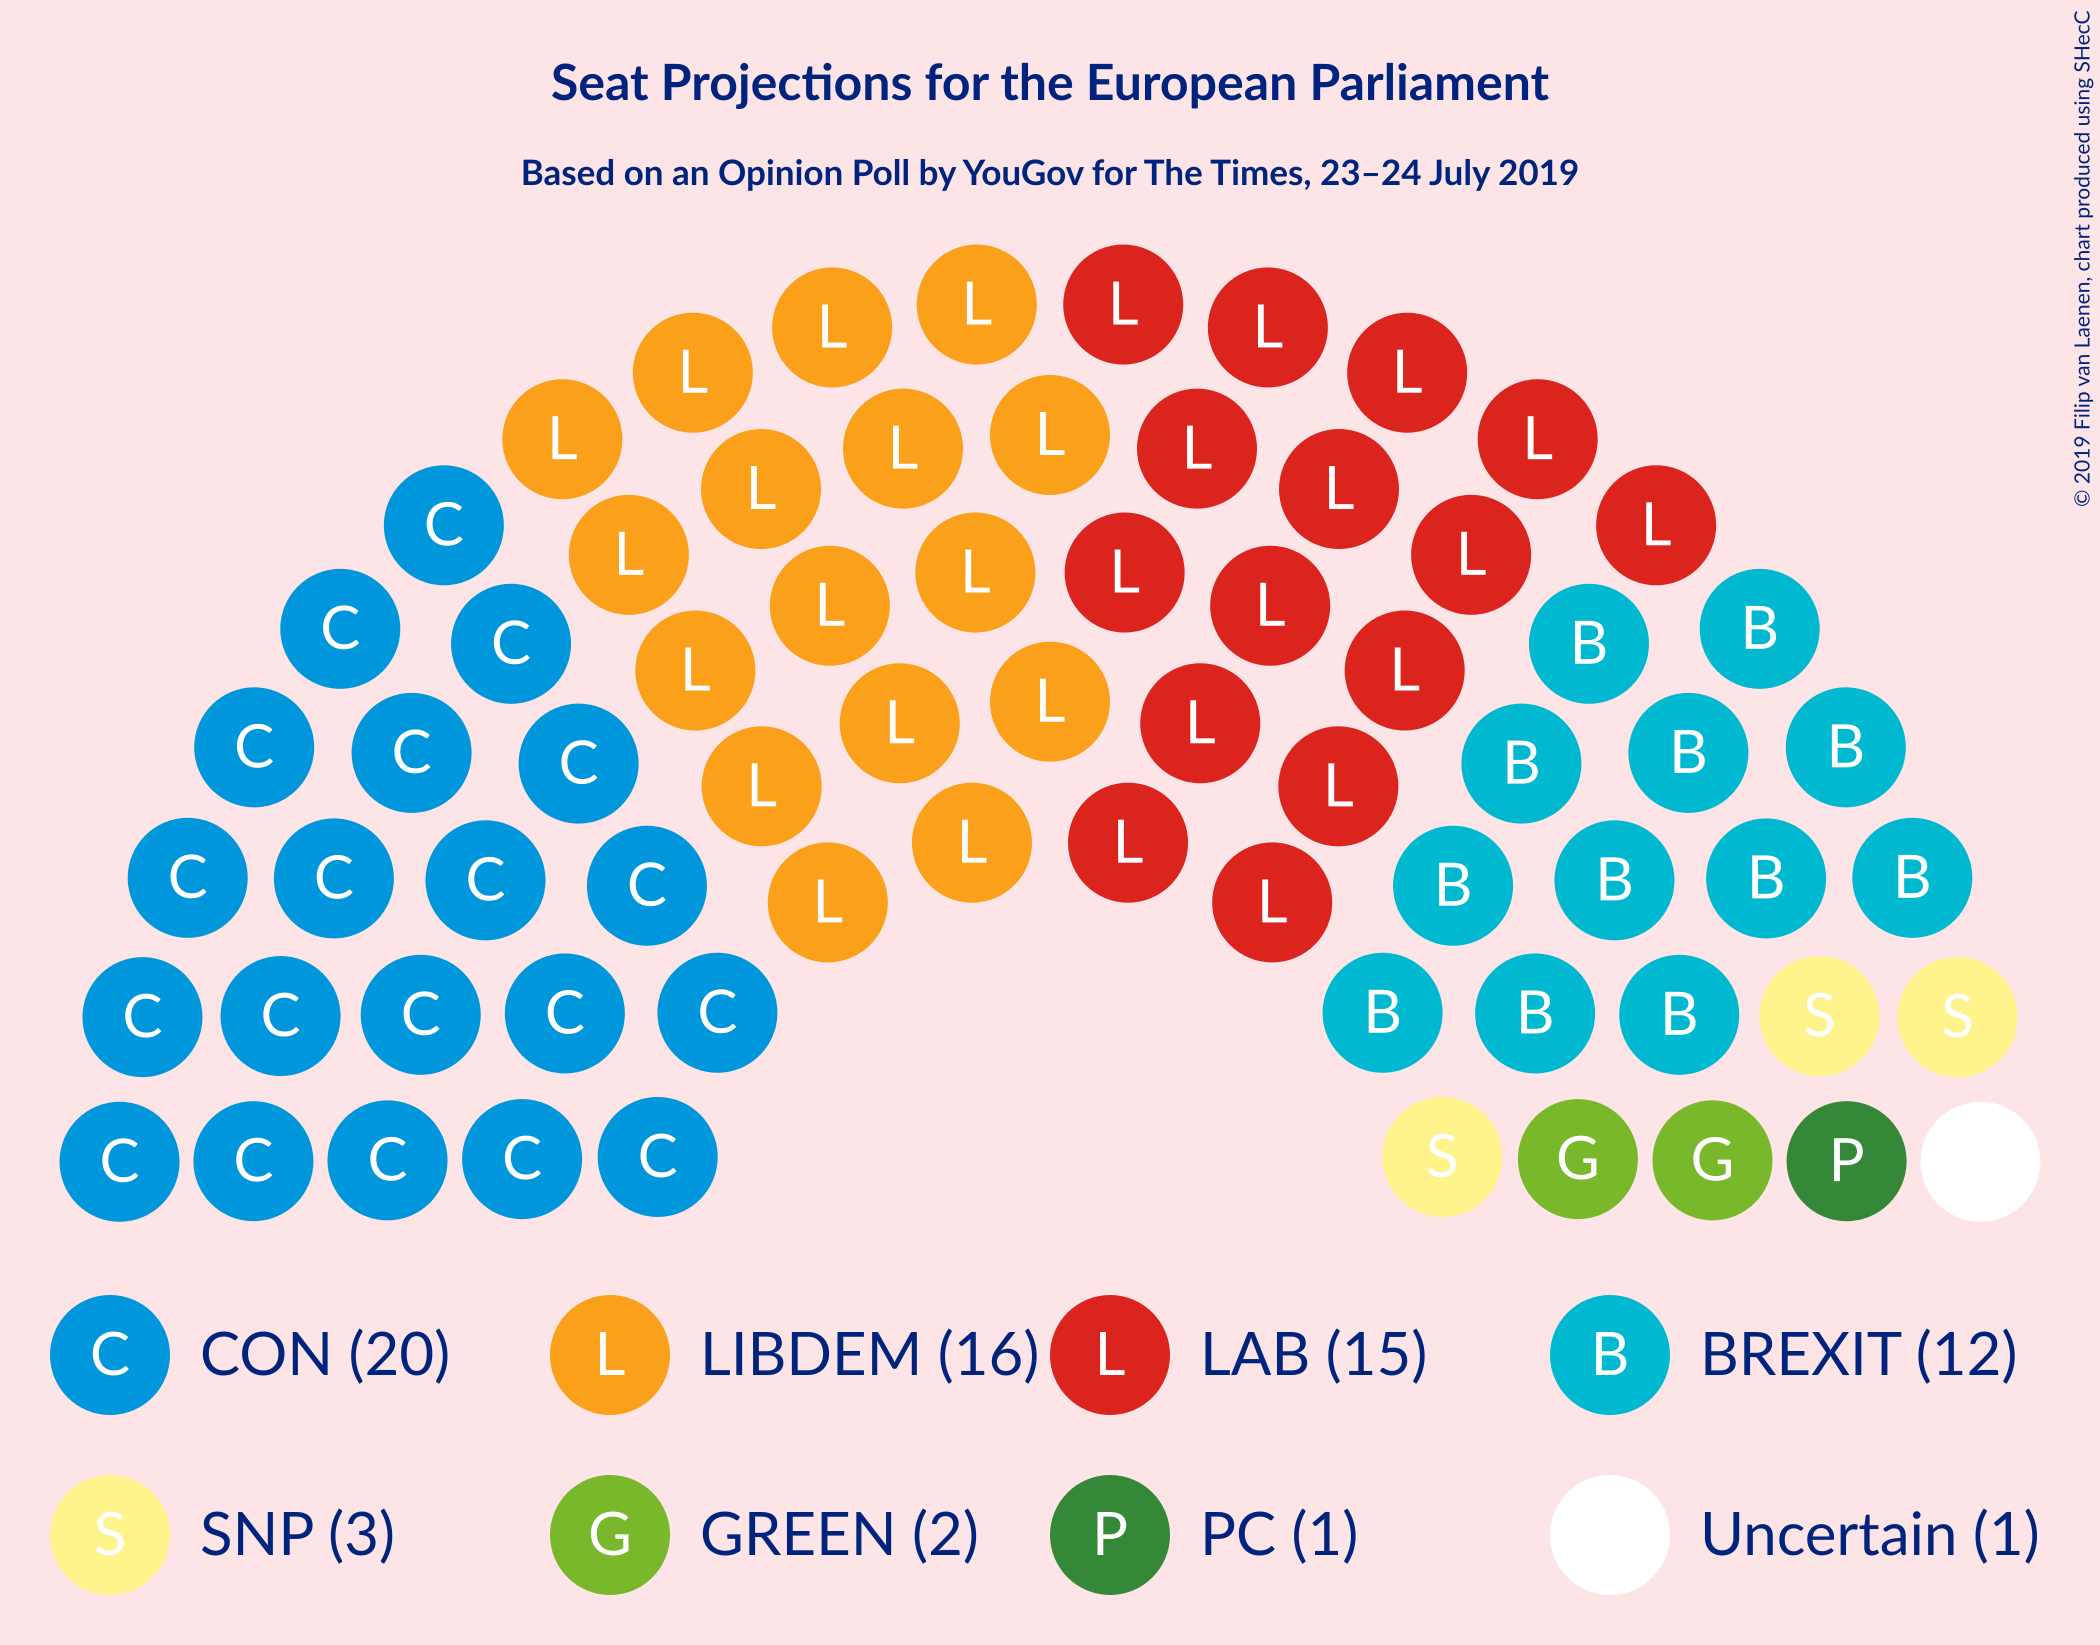 Seat Projections for the European Parliament
Based on an Opinion Poll by YouGov for The Times, 23–24 July 2019
© 2019 Filip van Laenen, chart produced using SHecC
L L L L
L L L L
L L L L L
C L L L L L
C C L L L L B B
C C C L L L L B B B
C C C C L L L L B B B B
C C C C C B B B S S
C C C C C S G G P
C CON (20) L LIBDEM (16) L LAB (15) B BREXIT (12)
S SNP (3) G GREEN (2) P PC (1) Uncertain (1)